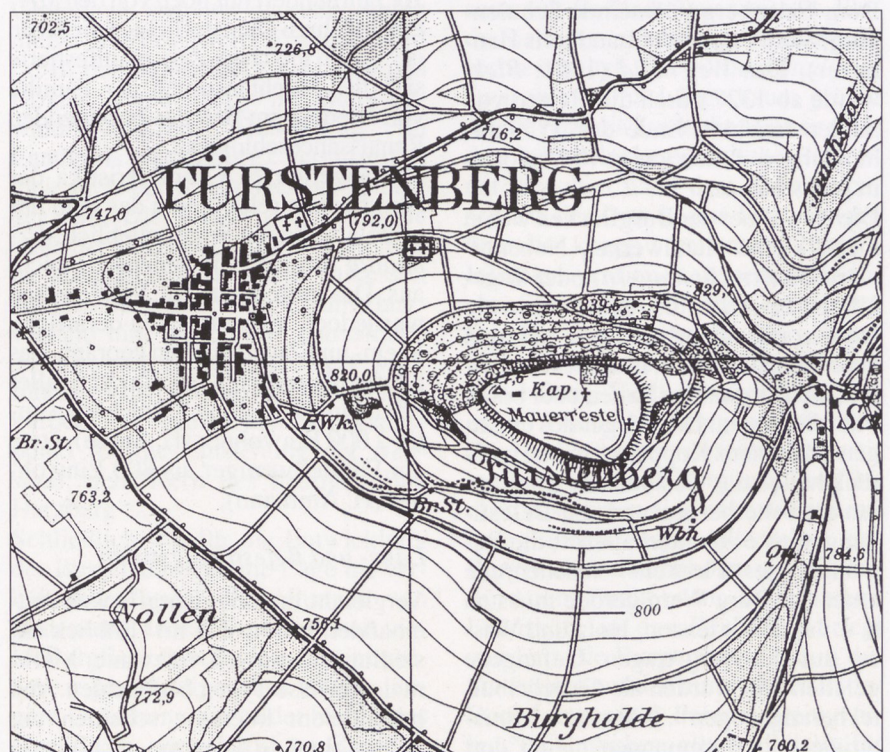 702,5
726,8
776,2
Jauchstal
FÜRSTENBERG
747,0
(792,0)
829,
839,
820,0
Kap.
Mauerreste
P.Wk.
Br. St.
Fürstenberg
763,2
Br. St.
Wbh.
Qu.
784,6
800
Nollen
756,1
772,9
Burghalde
770,8
760,2